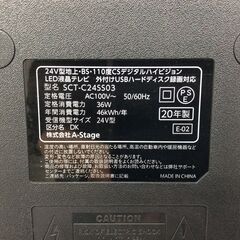 24V型地上・BS・110度CSデジタルハイビジョン
LED液晶テレビ 外付けUSBハードディスク録画対応
型名 SCT-C24SS03
定格電圧 AC100V～ 50/60Hz
定格消費電力 36W
年間消費電力 46kWh/年
受信機型サイズ 24V型
区分名 DK
株式会社A-Stage
PSE
20年製
E-02
CAUTION
RISK OF ELECTRIC SHOCK